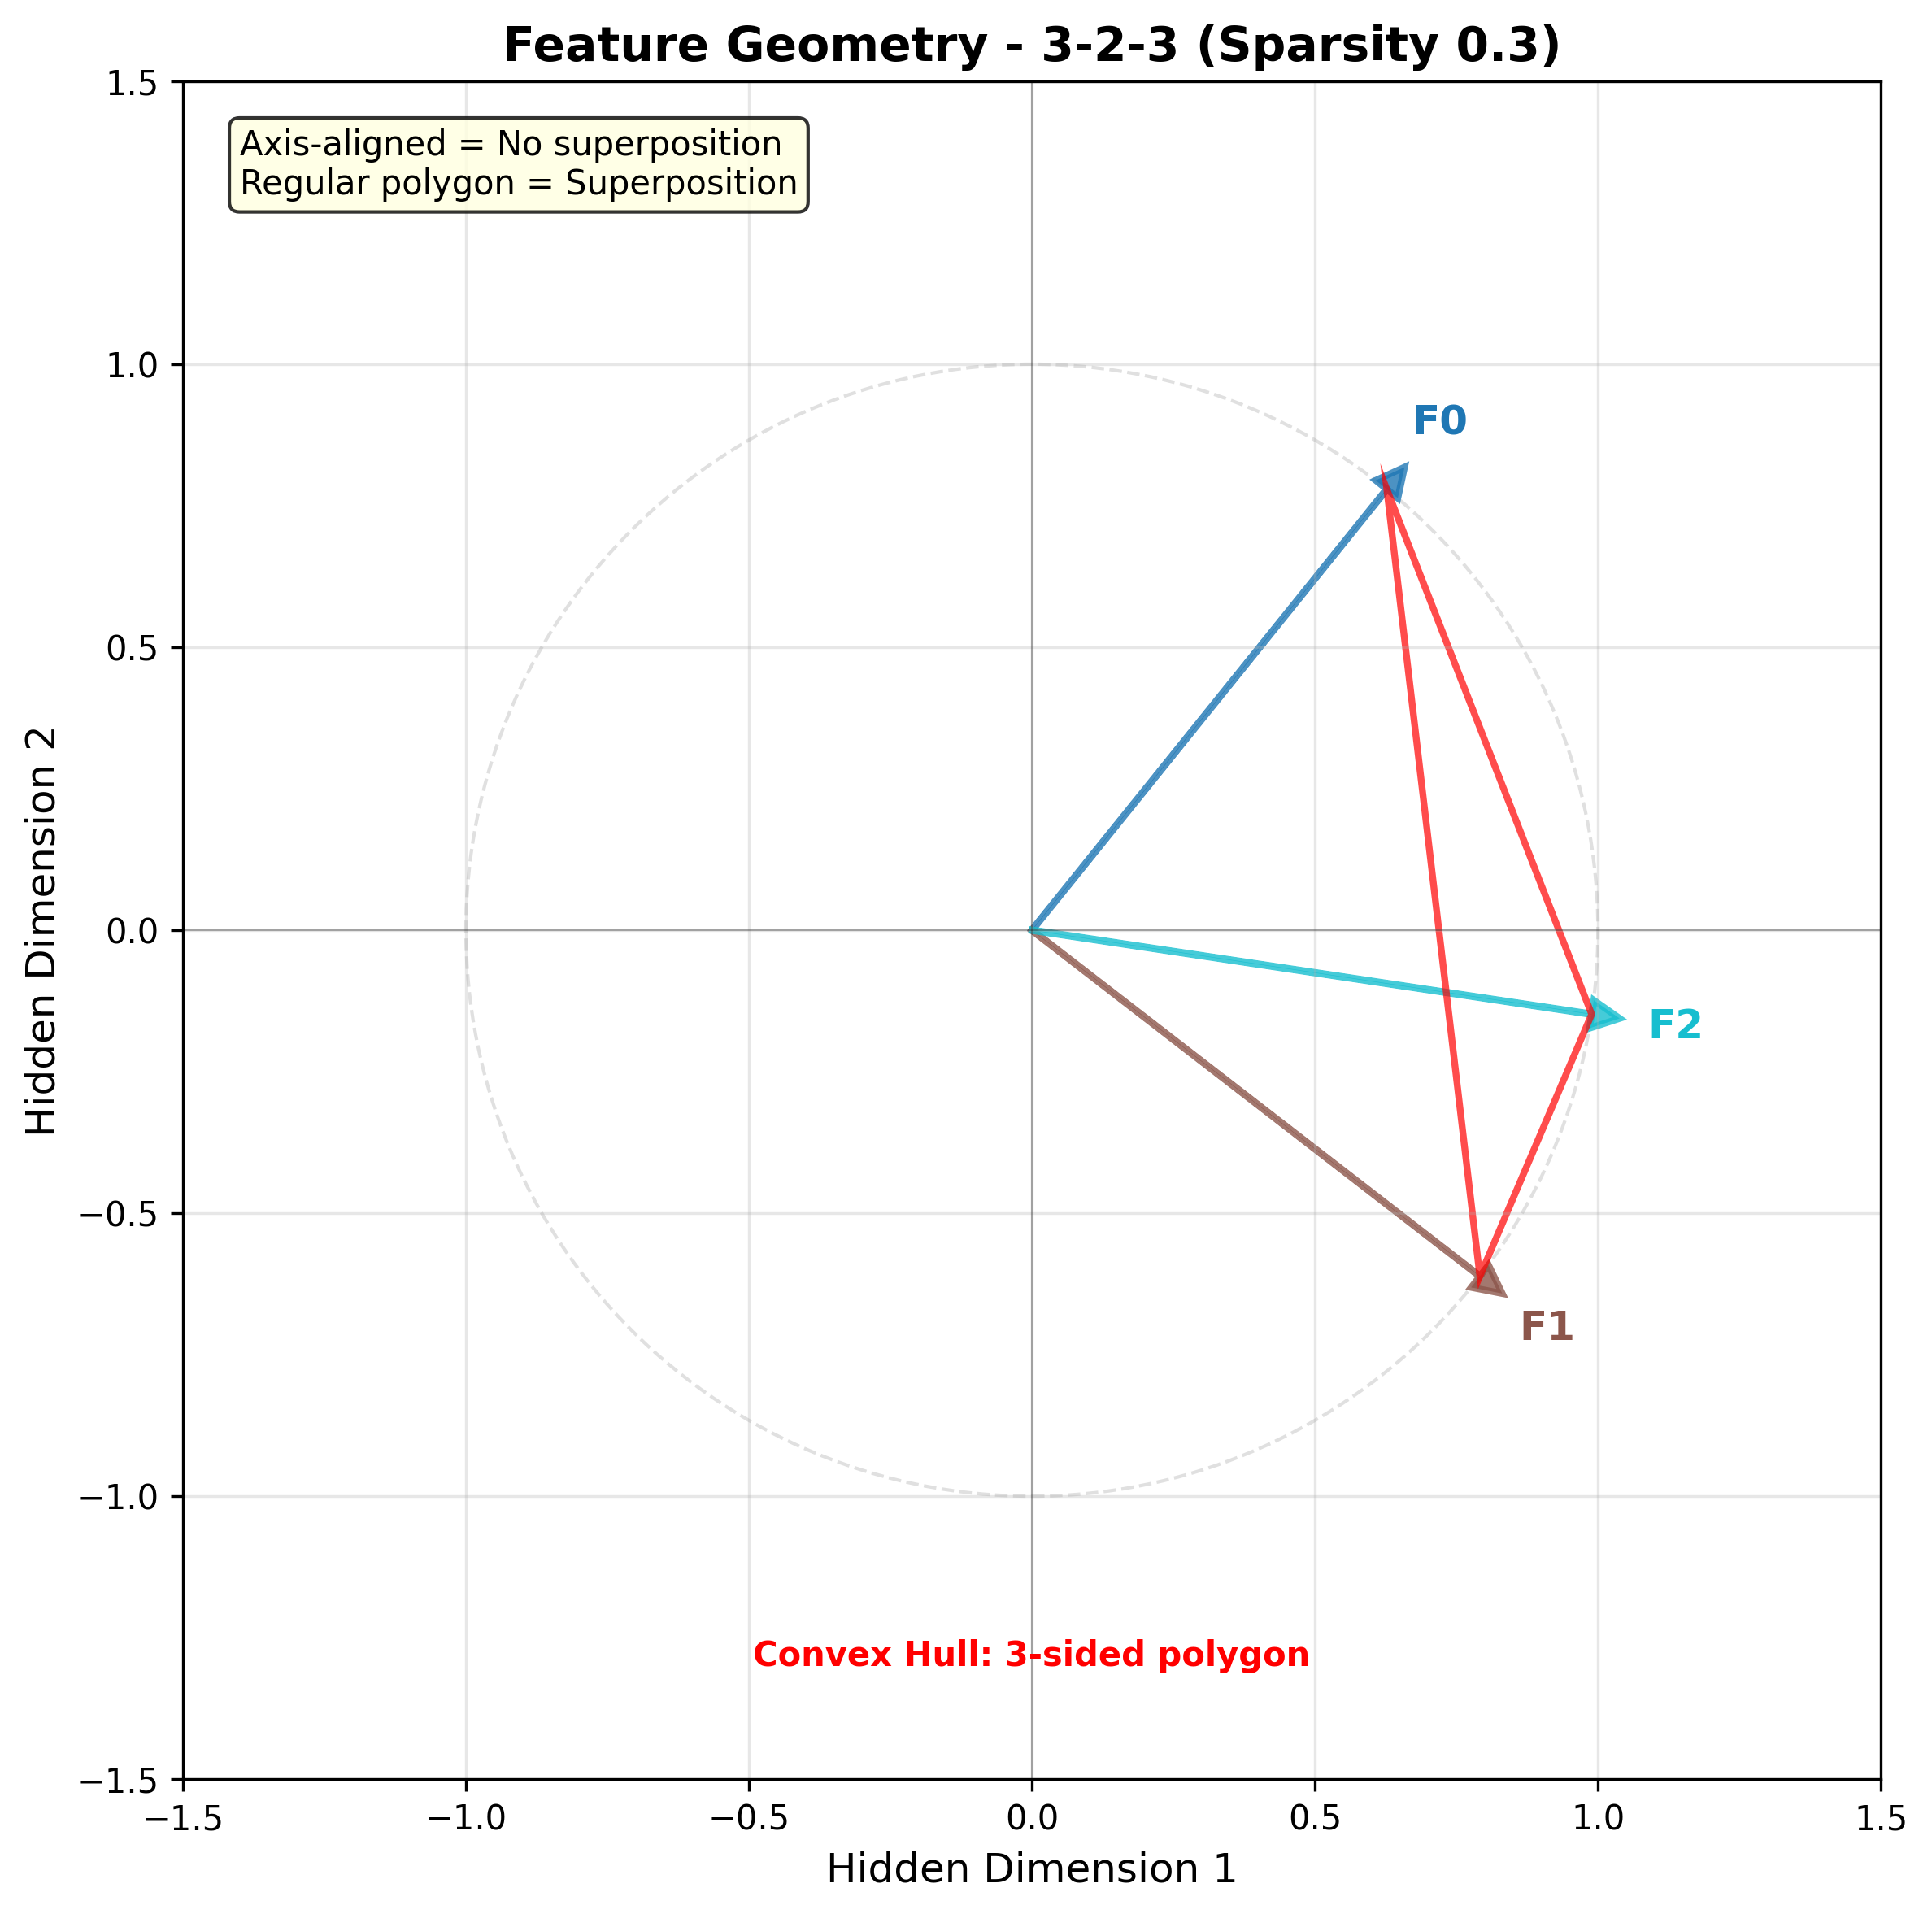 Feature Geometry - 3-2-3 (Sparsity 0.3)
Axis-aligned = No superposition
Regular polygon = Superposition
1.5
1.0
0.5
0.0
−0.5
−1.0
−1.5
Hidden Dimension 2
F0
F2
F1
Convex Hull: 3-sided polygon
−1.5 −1.0 −0.5 0.0 0.5 1.0 1.5
Hidden Dimension 1